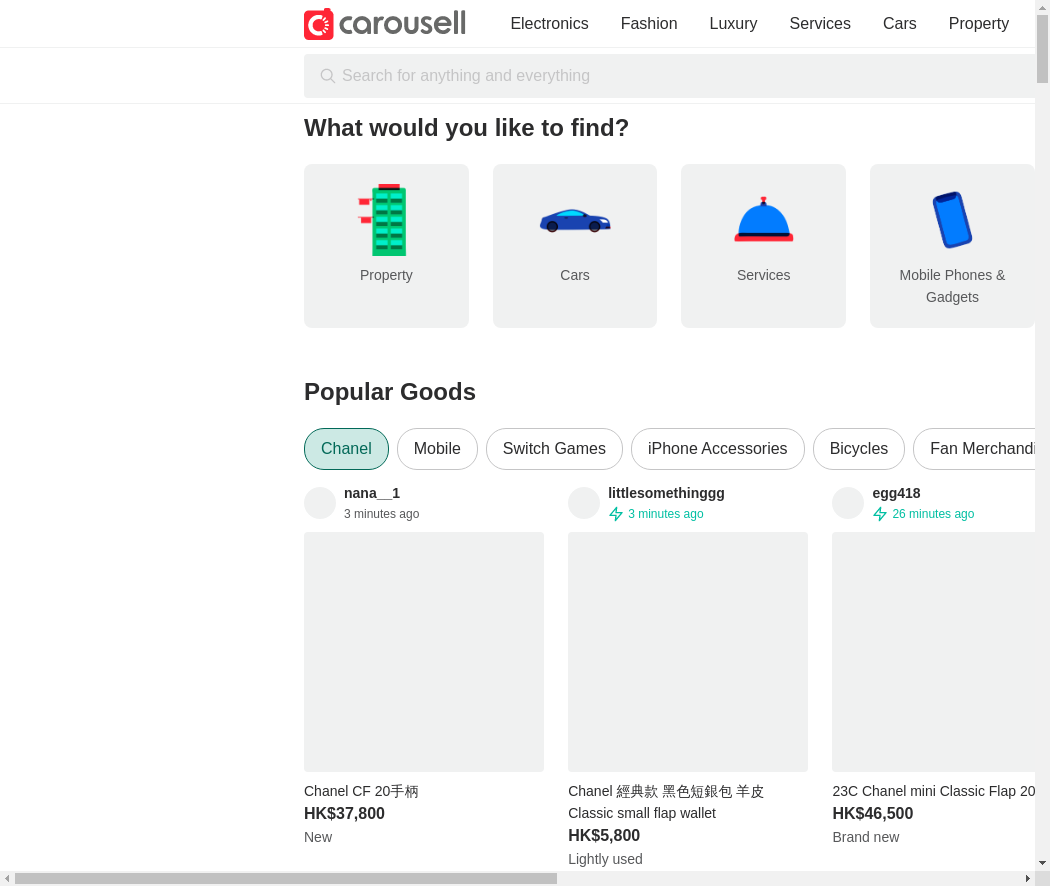 carousell
Electronics Fashion Luxury Services Cars Property
Search for anything and everything
What would you like to find?
Property
Cars
Services
Mobile Phones &
Gadgets
Popular Goods
Chanel Mobile Switch Games iPhone Accessories Bicycles Fan Merchandi
nana__1
3 minutes ago
littlesomethinggg
3 minutes ago
egg418
26 minutes ago
Chanel CF 20手柄
HK$37,800
New
Chanel 經典款 黑色短銀包 羊皮
Classic small flap wallet
HK$5,800
Lightly used
23C Chanel mini Classic Flap 20
HK$46,500
Brand new